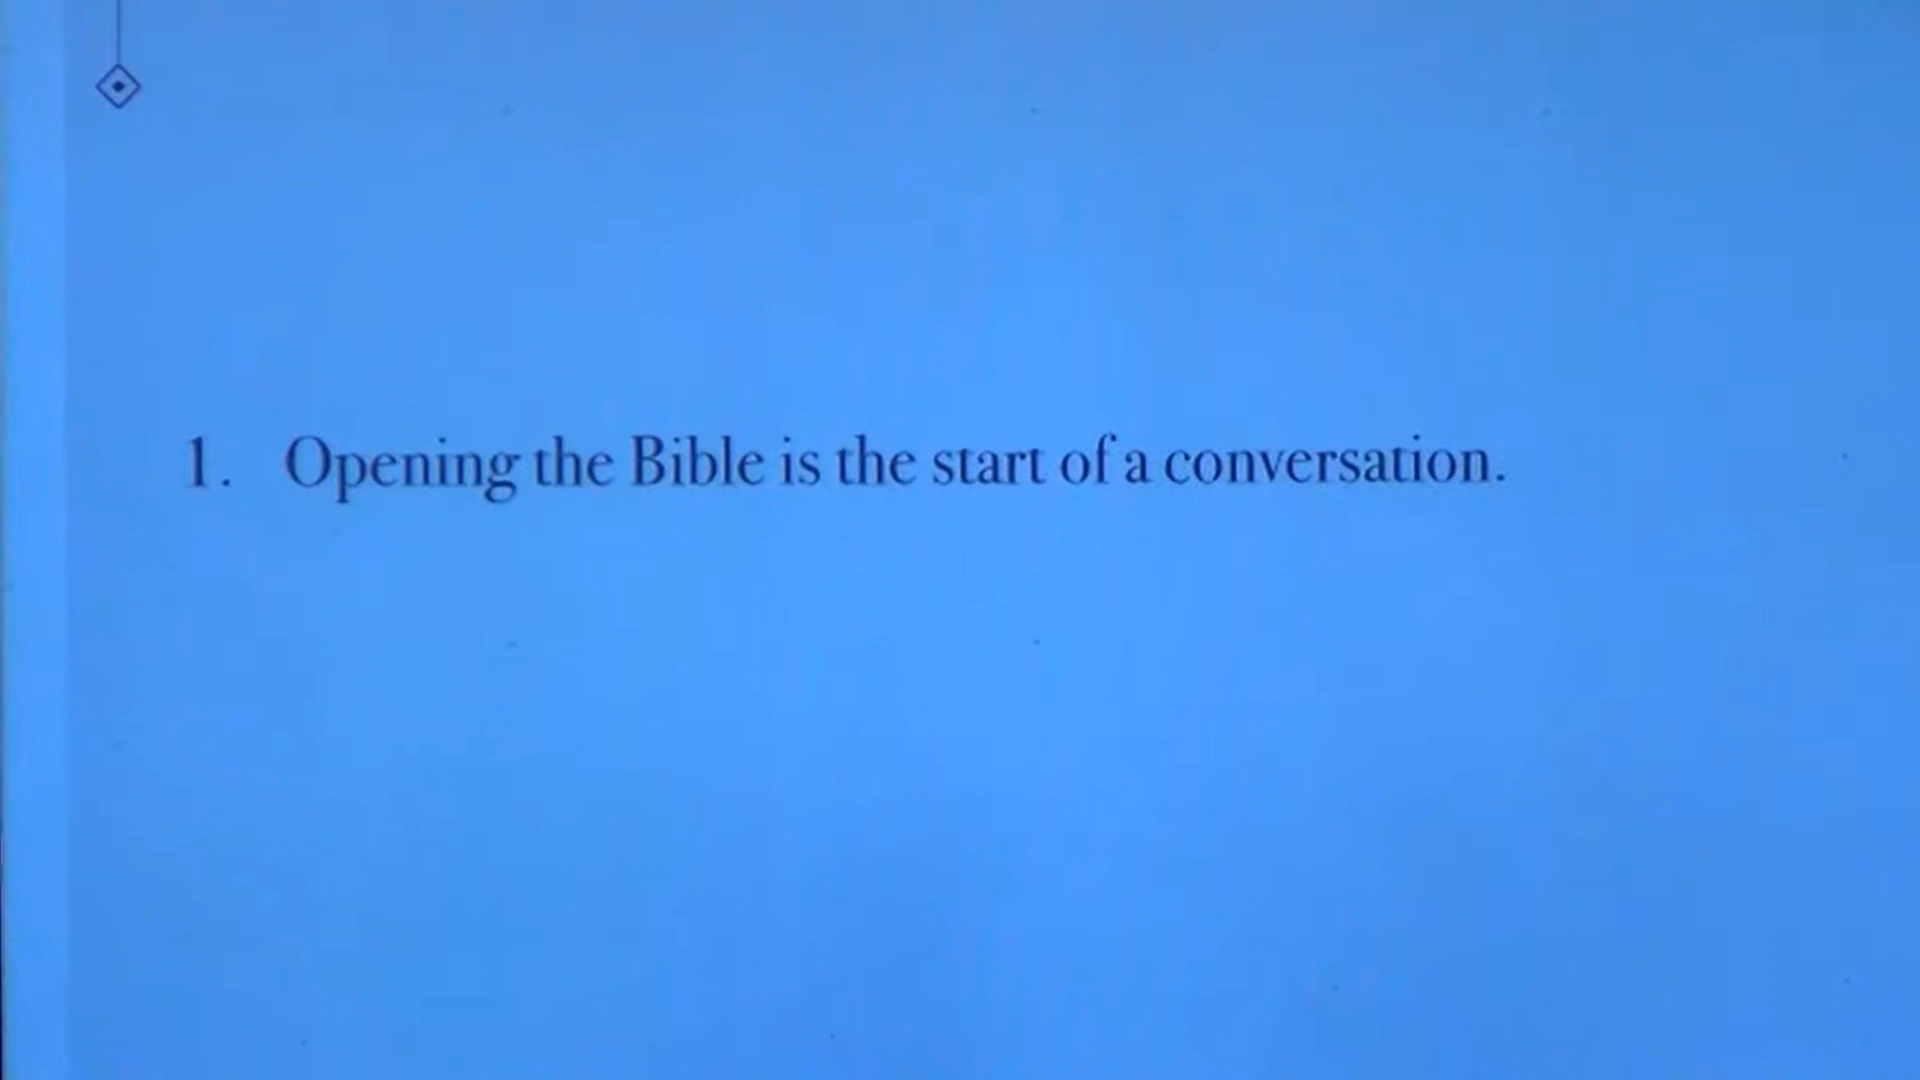 1. Opening the Bible is the start of a conversation.